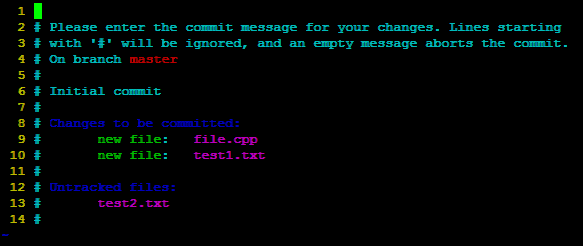 1
2 # Please enter the commit message for your changes. Lines starting
3 # with '#' will be ignored, and an empty message aborts the commit.
4 # On branch master
5 #
6 # Initial commit
7 #
8 # Changes to be committed:
9 #       new file:   file.cpp
10 #       new file:   test1.txt
11 #
12 # Untracked files:
13 #       test2.txt
14 #
~